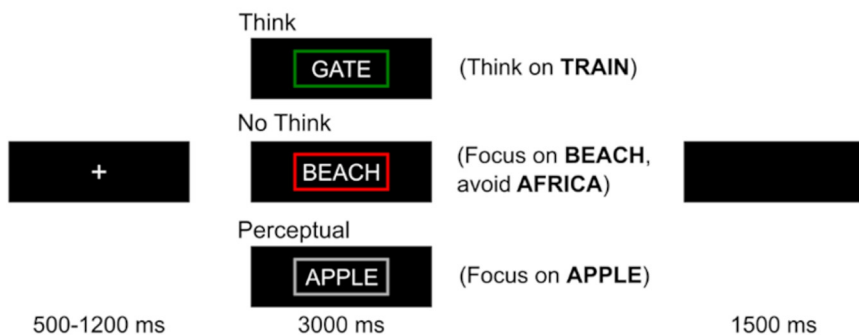 Think
GATE
(Think on TRAIN)
No Think
+
BEACH
(Focus on BEACH,
avoid AFRICA)
Perceptual
APPLE
(Focus on APPLE)
500-1200 ms
3000 ms
1500 ms